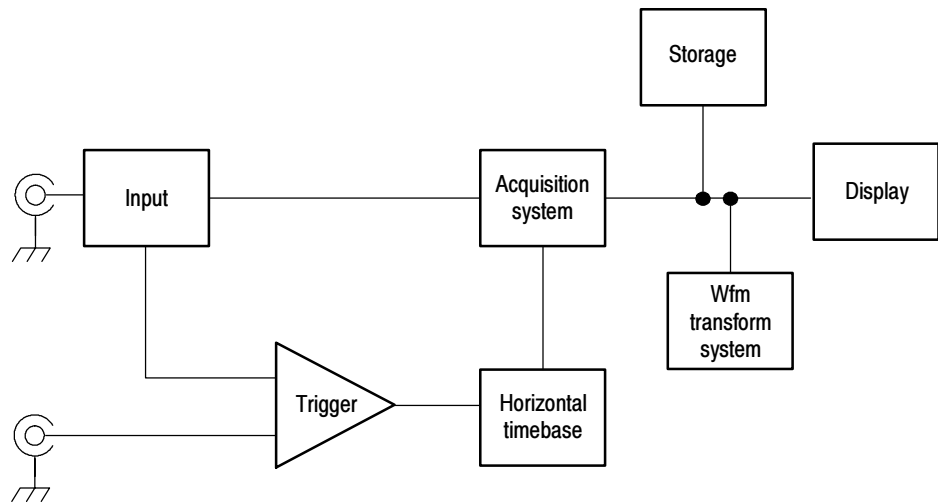 Storage
Input
Acquisition
system
Display
Wfm
transform
system
Trigger
Horizontal
timebase